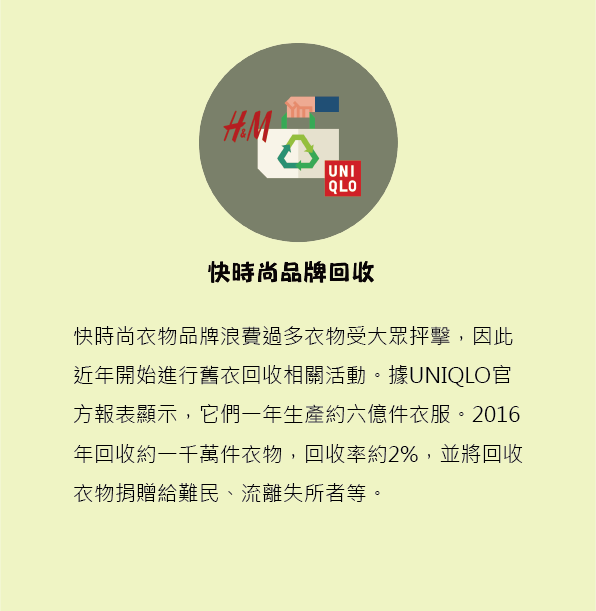 H&M
UNI
QLO
快時尚品牌回收
快時尚衣物品牌浪費過多衣物受大眾抨擊，因此
近年開始進行舊衣回收相關活動。據UNIQLO官
方報表顯示，它們一年生產約六億件衣服。2016
年回收約一千萬件衣物，回收率約2%，並將回收
衣物捐贈給難民、流離失所者等。